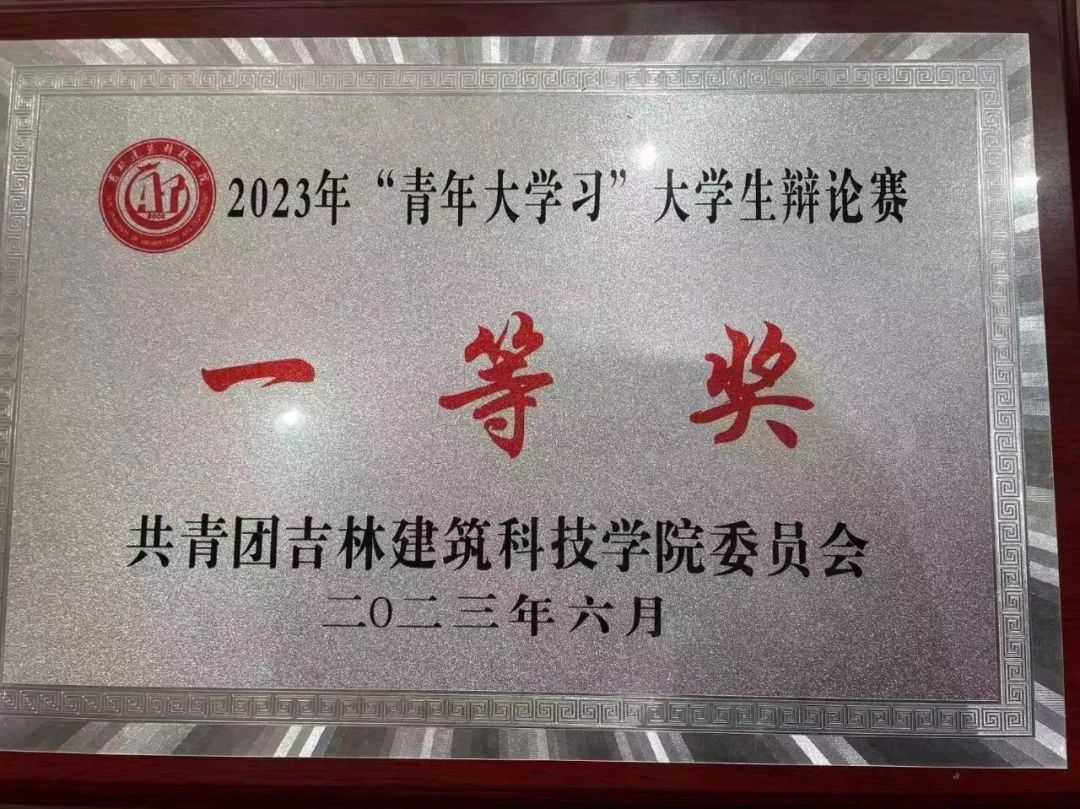 2023年“青年大学习”大学生辩论赛
一等奖
共青团吉林建筑科技学院委员会
二〇二三年六月